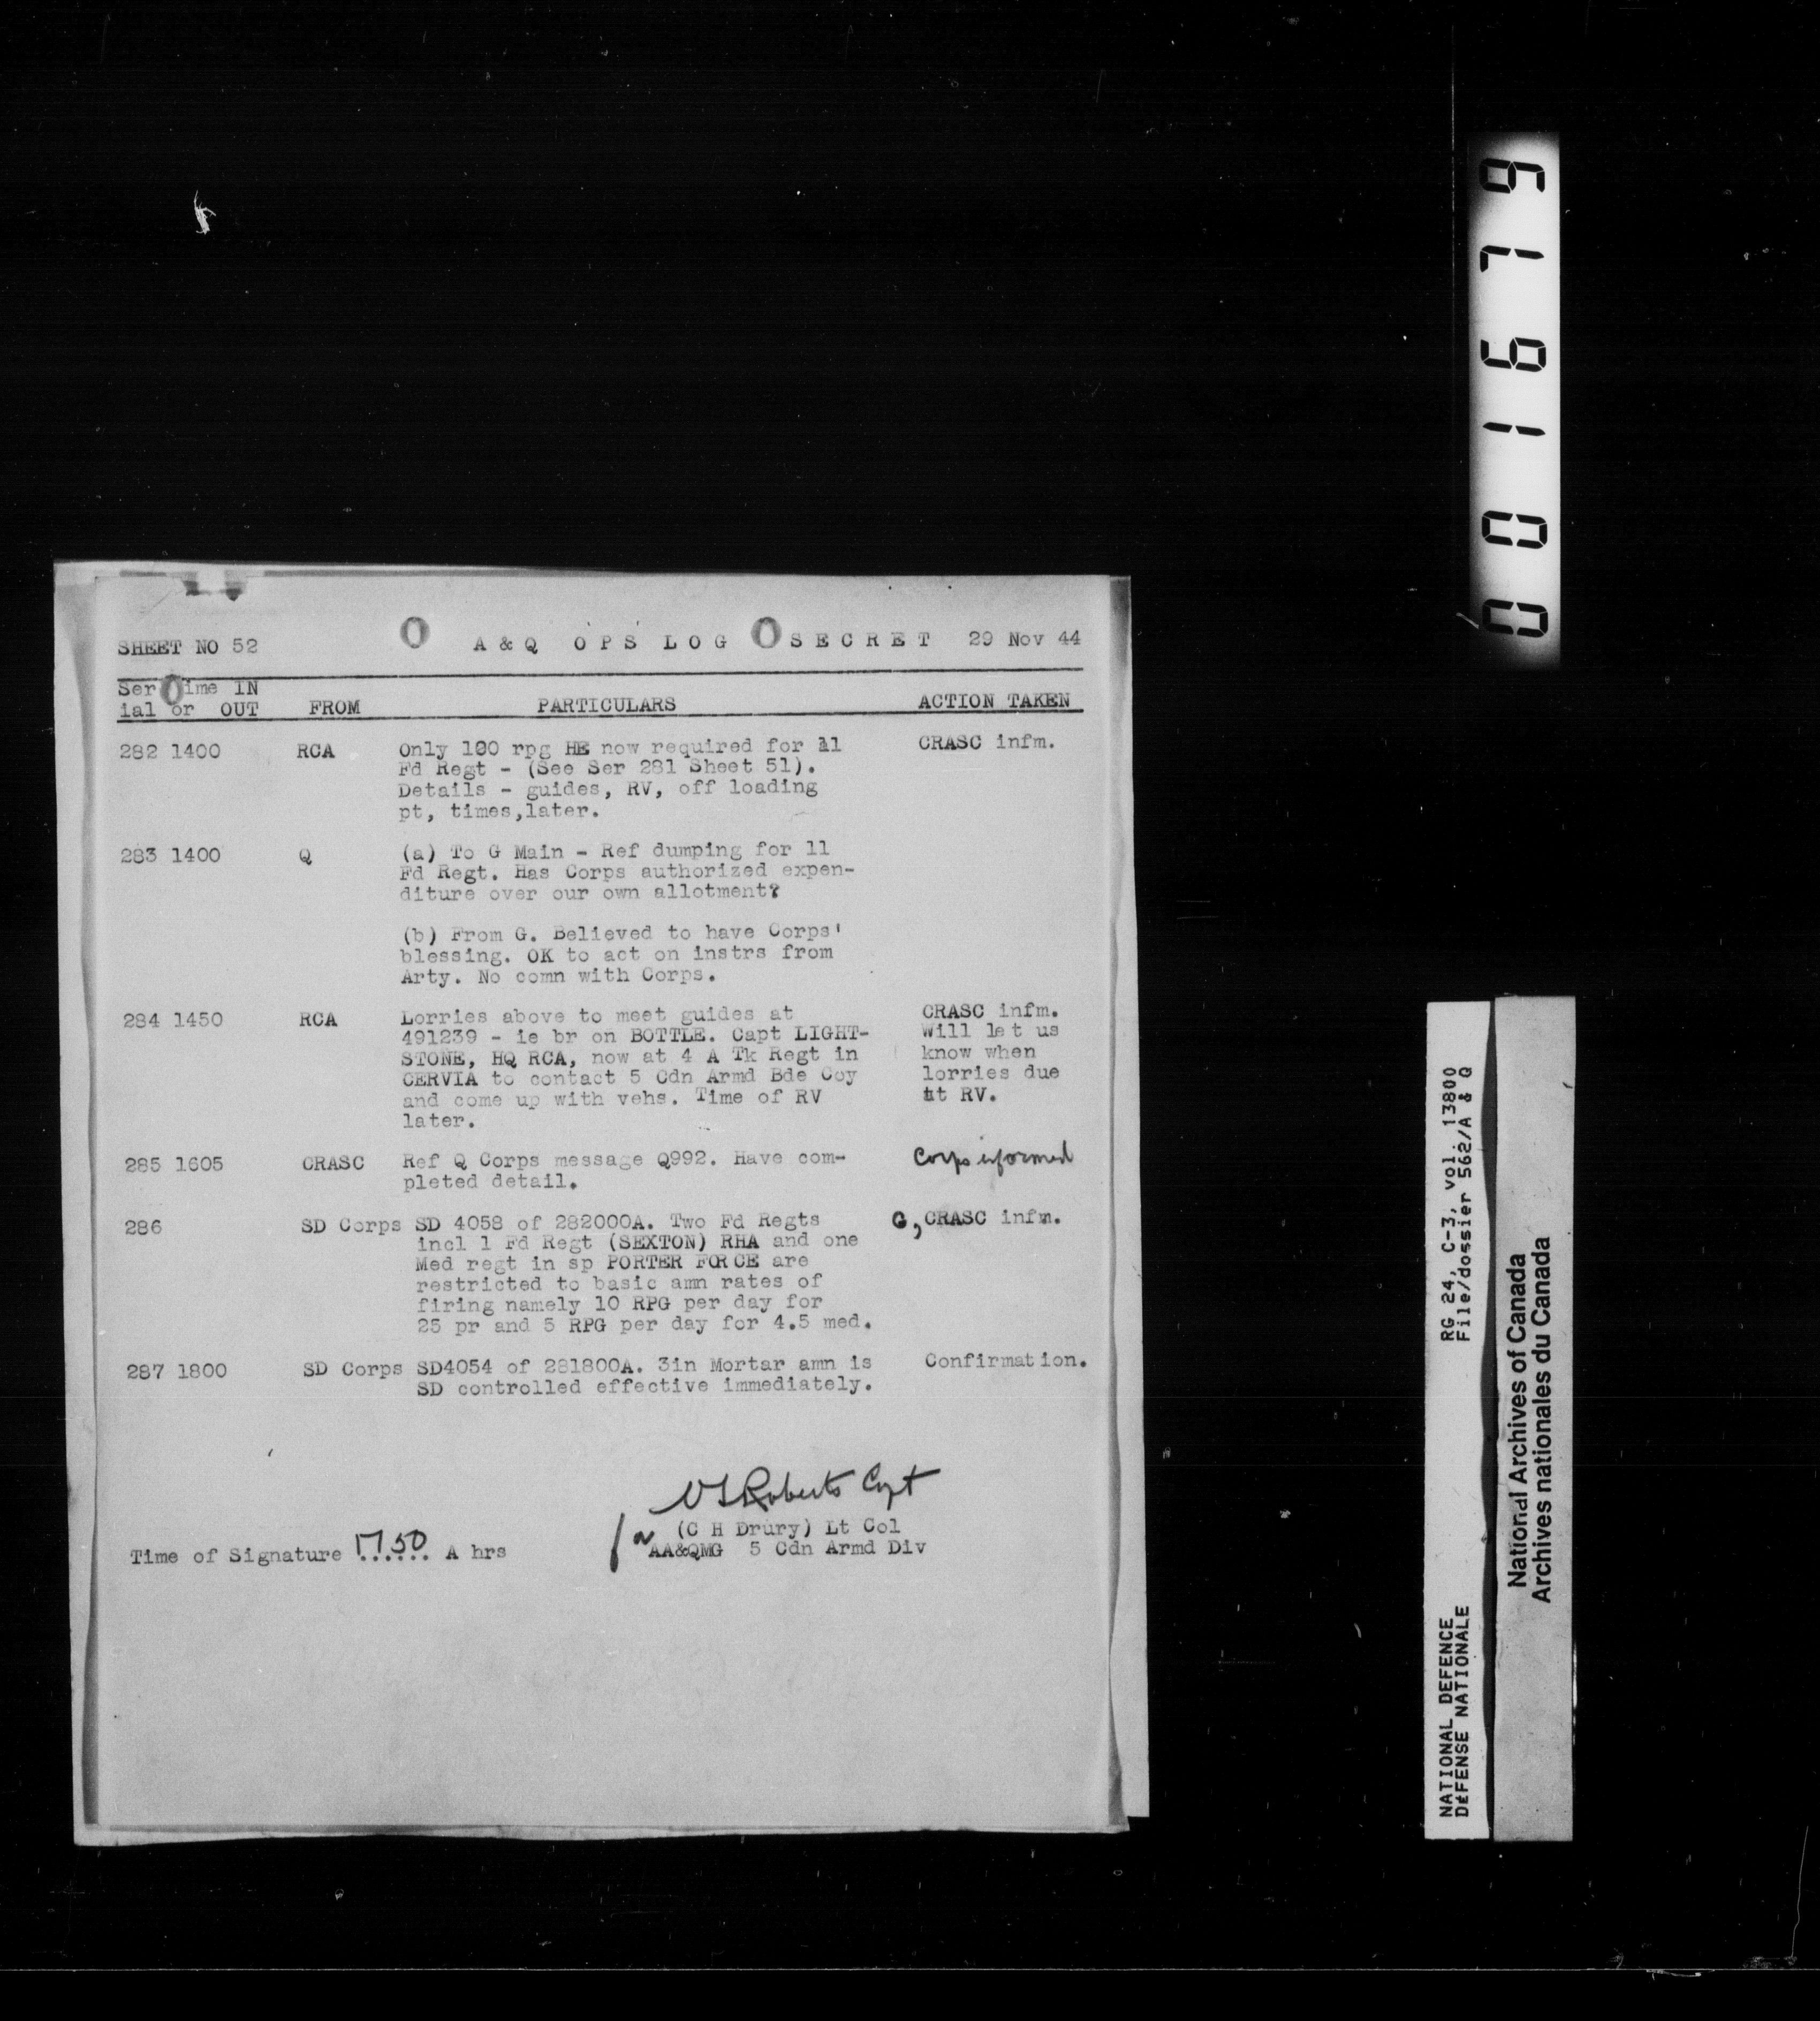 SHEET NO 52 A & Q OPS LOG SECRET 29 Nov 44
Ser Time IN
ial or OUT FROM PARTICULARS ACTION TAKEN
282 1400 RCA Only 100 rpg HE now required for 11 CRASC infm.
Fd Regt - (See Ser 281 Sheet 51).
Details - guides, RV, off loading
pt, times,later.
283 1400 Q (a) To G Main - Ref dumping for 11
Fd Regt. Has Corps authorized expen-
diture over our own allotment?
(b) From G. Believed to have Corps'
blessing. OK to act on instrs from
Arty. No comn with Corps.
284 1450 RCA Lorries above to meet guides at CRASC infm.
491239 - ie br on BOTTLE. Capt LIGHT- Will let us
STONE, HQ RCA, now at 4 A Tk Regt in know when
CERVIA to contact 5 Cdn Armd Bde Coy lorries due
and come up with vehs. Time of RV at RV.
later.
285 1605 CRASC Ref Q Corps message Q992. Have com- Corps informed
pleted detail.
286 SD Corps SD 4058 of 282000A. Two Fd Regts G, CRASC infm.
incl 1 Fd Regt (SEXTON) RHA and one
Med regt in sp PORTER FORCE are
restricted to basic amn rates of
firing namely 10 RPG per day for
25 pr and 5 RPG per day for 4.5 med.
287 1800 SD Corps SD4054 of 281800A. 3in Mortar amn is Confirmation.
SD controlled effective immediately.
Roberts Capt
for (C H Drury) Lt Col
Time of Signature 1750 A hrs AA&QMG 5 Cdn Armd Div
001679
RG 24, C-3, vol. 13800
File/dossier 562/A & Q
NATIONAL DEFENCE
DÉFENSE NATIONALE
National Archives of Canada
Archives nationales du Canada